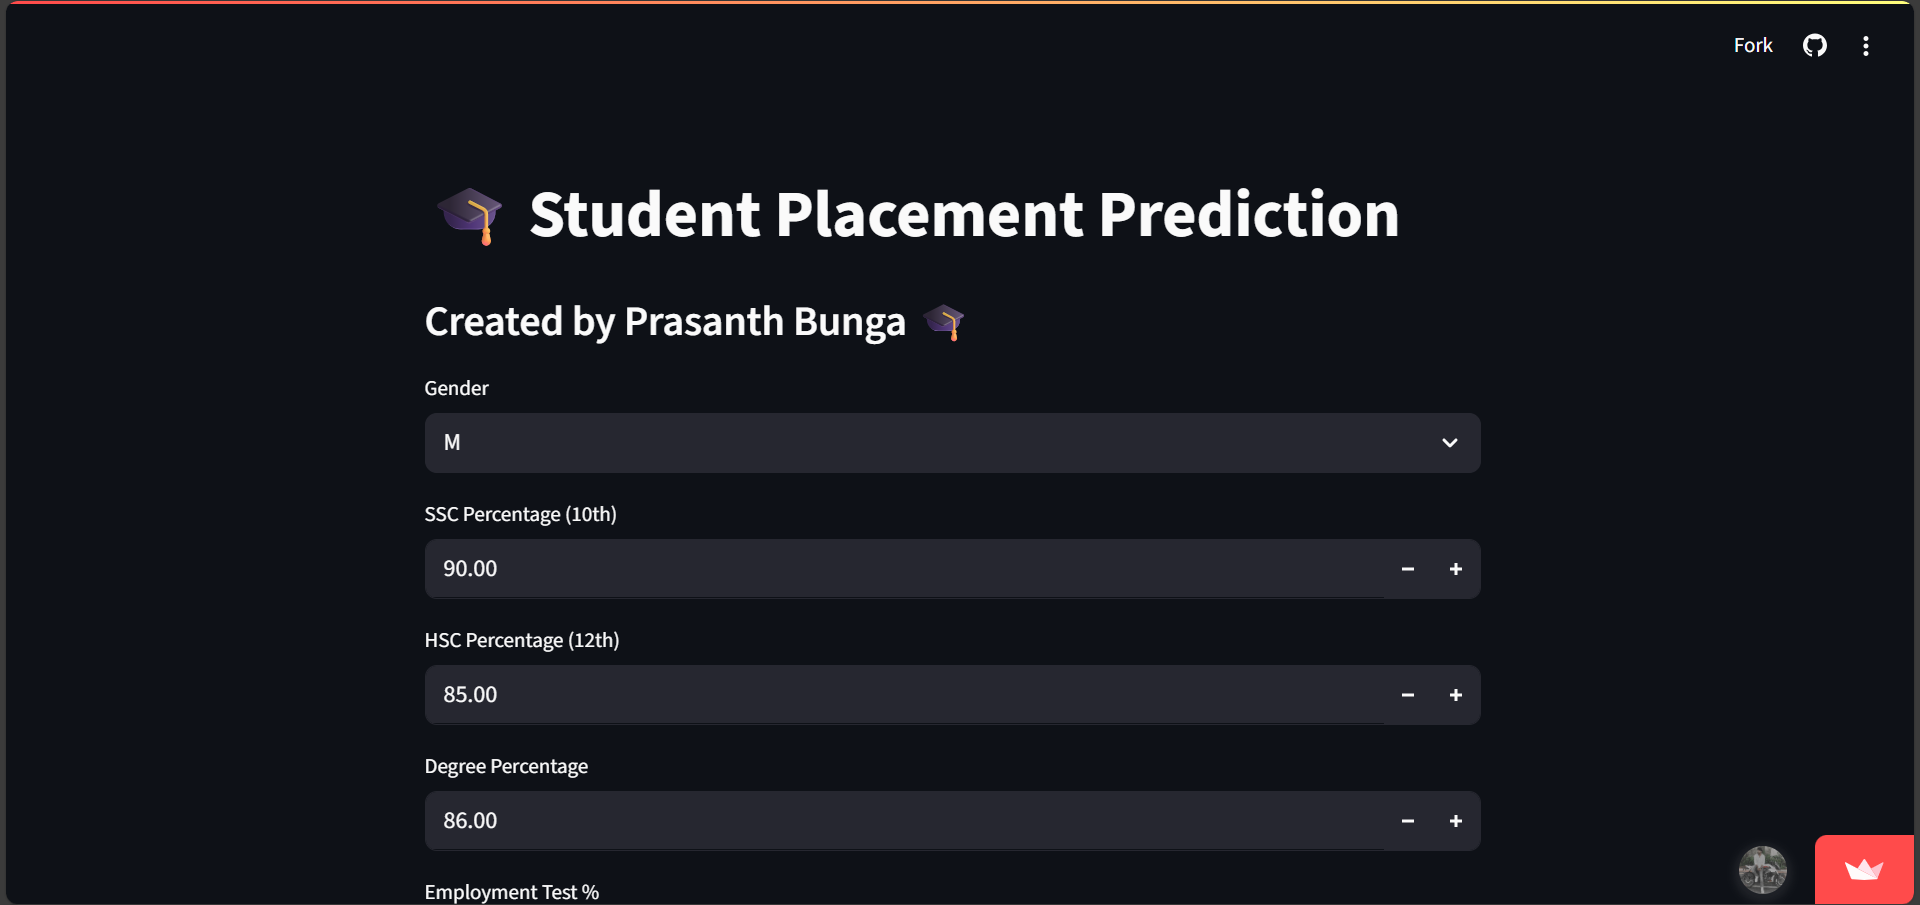 Fork
Student Placement Prediction
Created by Prasanth Bunga
Gender
M
SSC Percentage (10th)
90.00
HSC Percentage (12th)
85.00
Degree Percentage
86.00
Employment Test %